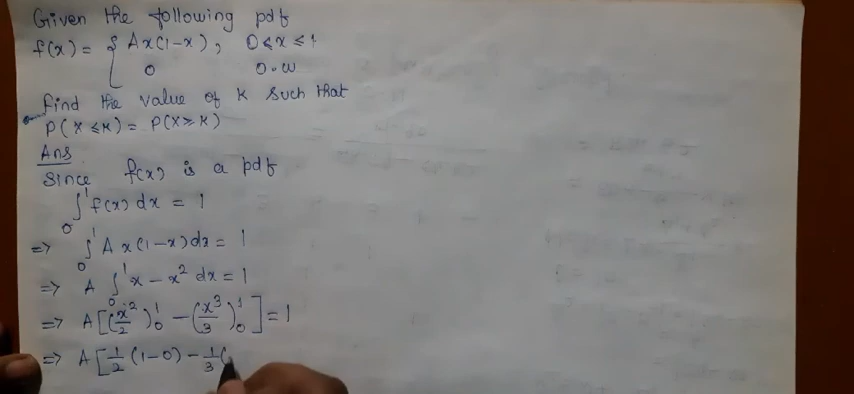 Given the following pdf
f(x) = { Ax(1-x), 0 ≤ x ≤ 1
0 0.w
find the value of K such that
P(X ≤ K) = P(X ≥ K)
Ans
Since f(x) is a pdf
∫₀¹ f(x) dx = 1
=> ∫₀¹ A x(1-x) dx = 1
=> A ∫₀¹ x - x² dx = 1
=> A[(x²/2)₀¹ - (x³/3)₀¹] = 1
=> A[1/2 (1-0) - 1/3 (